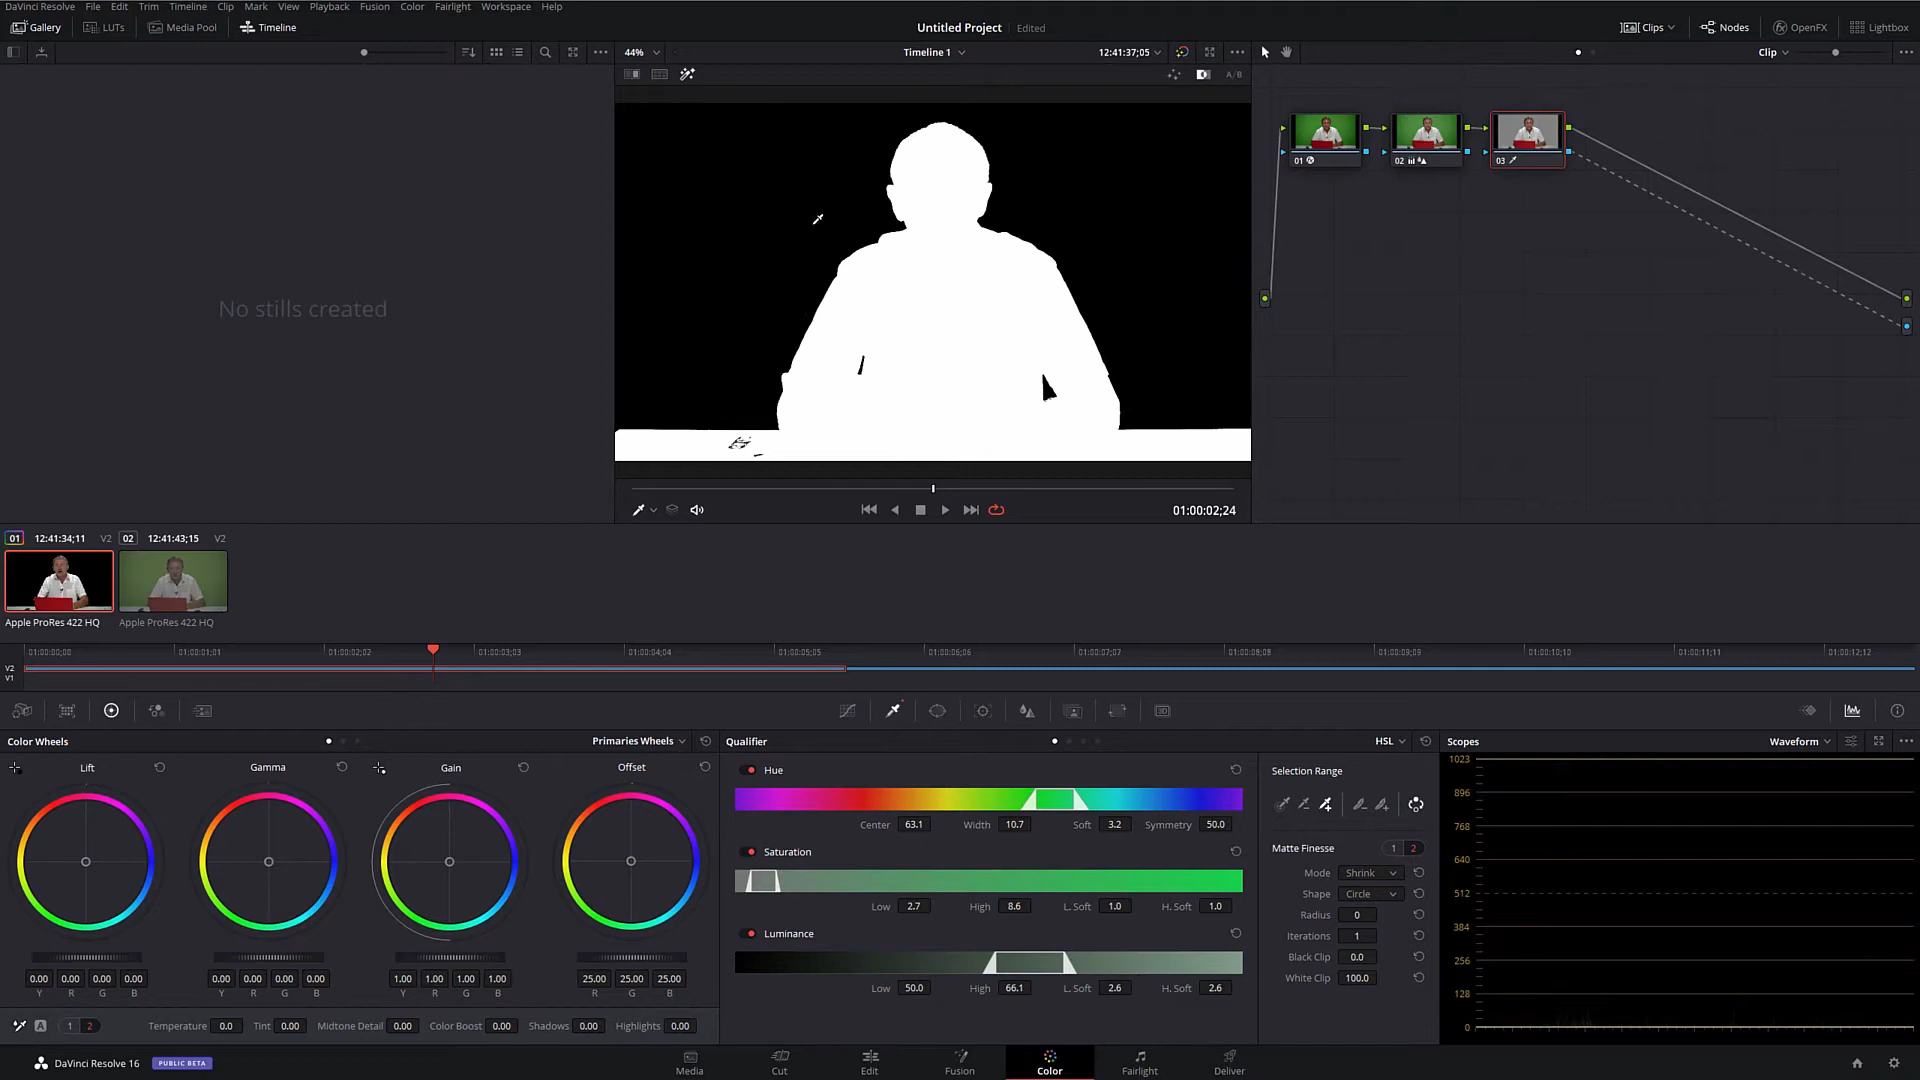 DaVinci Resolve File Edit Trim Timeline Clip Mark View Playback Fusion Color Fairlight Workspace Help
Gallery LUTs Media Pool Timeline Untitled Project Edited Clips Nodes OpenFX Lightbox
44% Timeline 1 12:41:37;05 Clip
A/B
01 02 03
No stills created
01:00:02;24
01 12:41:34;11 V2 02 12:41:43;15 V2
Apple ProRes 422 HQ Apple ProRes 422 HQ
01:00:00;00 01:00:01;01 01:00:02;02 01:00:03;03 01:00:04;04 01:00:05;05 01:00:06;06 01:00:07;07 01:00:08;08 01:00:09;09 01:00:10;10 01:00:11;11 01:00:12;12
V2
V1
3D
Color Wheels Primaries Wheels Qualifier HSL Scopes Waveform
Lift Gamma Gain Offset
Hue
Center 63.1 Width 10.7 Soft 3.2 Symmetry 50.0
Saturation
Low 2.7 High 8.6 L. Soft 1.0 H. Soft 1.0
Luminance
Low 50.0 High 66.1 L. Soft 2.6 H. Soft 2.6
0.00 0.00 0.00 0.00 0.00 0.00 0.00 0.00 1.00 1.00 1.00 1.00 25.00 25.00 25.00
Y R G B Y R G B Y R G B R G B
A 1 2 Temperature 0.0 Tint 0.00 Midtone Detail 0.00 Color Boost 0.00 Shadows 0.00 Highlights 0.00
Selection Range
Matte Finesse 1 2
Mode Shrink
Shape Circle
Radius 0
Iterations 1
Black Clip 0.0
White Clip 100.0
1023
896
768
640
512
384
256
128
0
DaVinci Resolve 16 PUBLIC BETA Media Cut Edit Fusion Color Fairlight Deliver